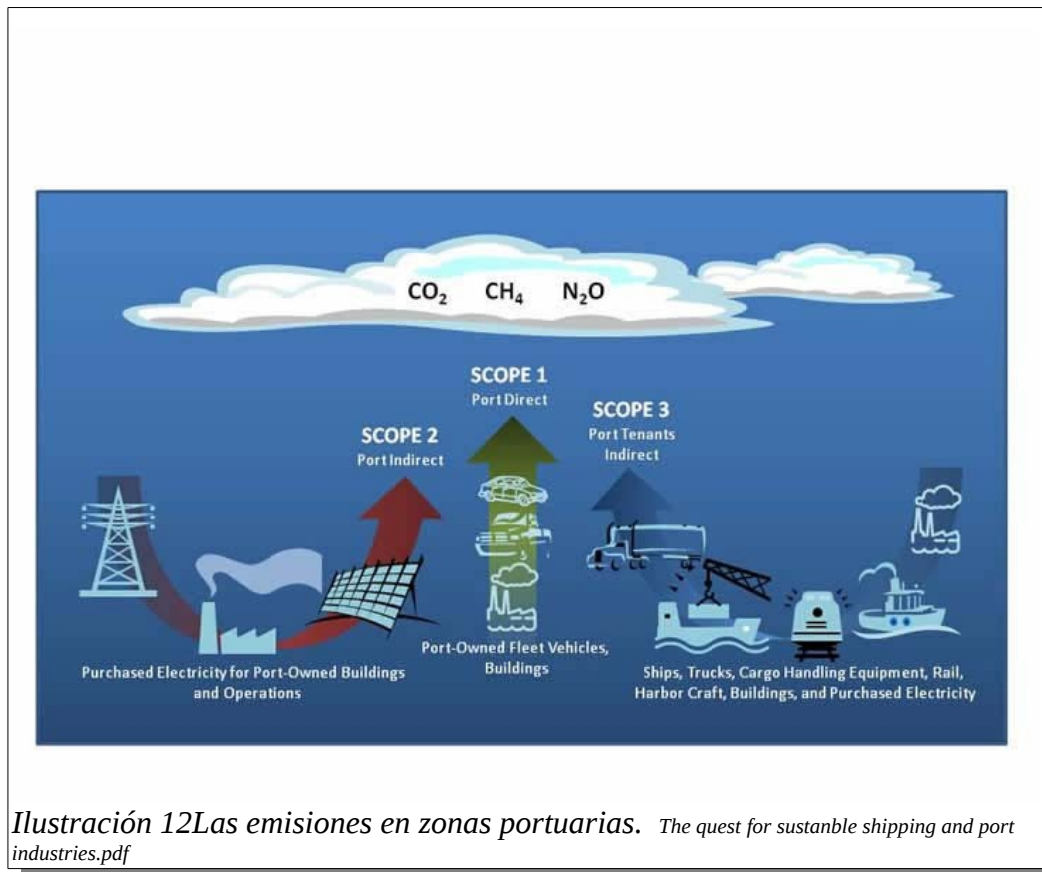 CO₂ CH₄ N₂O
SCOPE 1
Port Direct
SCOPE 2
Port Indirect
SCOPE 3
Port Tenants
Indirect
Purchased Electricity for Port-Owned Buildings
and Operations
Port-Owned Fleet Vehicles,
Buildings
Ships, Trucks, Cargo Handling Equipment, Rail,
Harbor Craft, Buildings, and Purchased Electricity
Ilustración 12Las emisiones en zonas portuarias. The quest for sustanble shipping and port
industries.pdf